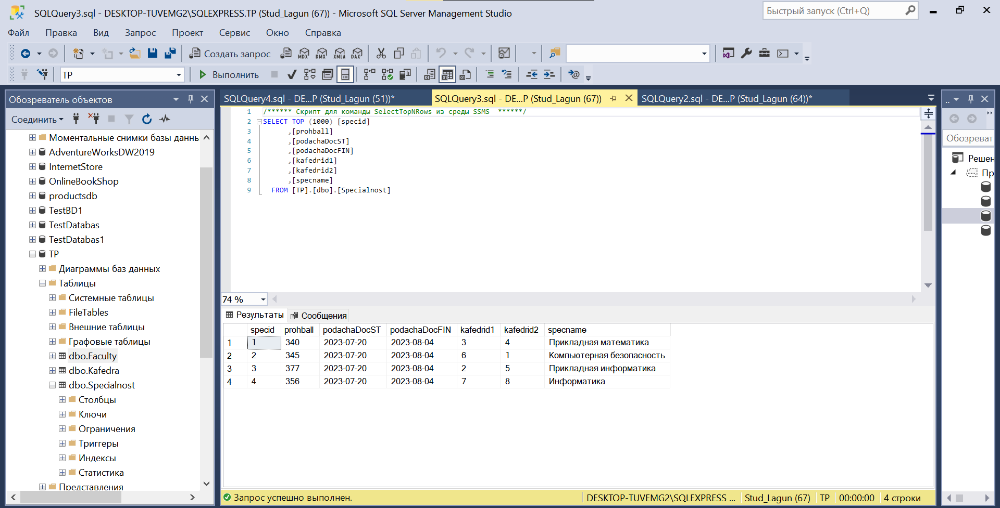 SQLQuery3.sql - DESKTOP-TUVEMG2\SQLEXPRESS.TP (Stud_Lagun (67)) - Microsoft SQL Server Management Studio
Быстрый запуск (Ctrl+Q)
Файл Правка Вид Запрос Проект Сервис Окно Справка
Создать запрос MDX DMX XMLA DAX
TP Выполнить
Обозреватель объектов
Соединить
Моментальные снимки базы данны
AdventureWorksDW2019
InternetStore
OnlineBookShop
productsdb
TestBD1
TestDatabas
TestDatabas1
TP
Диаграммы баз данных
Таблицы
Системные таблицы
FileTables
Внешние таблицы
Графовые таблицы
dbo.Faculty
dbo.Kafedra
dbo.Specialnost
Столбцы
Ключи
Ограничения
Триггеры
Индексы
Статистика
Представления
SQLQuery4.sql - DE...P (Stud_Lagun (51))* SQLQuery3.sql - DE...P (Stud_Lagun (67)) SQLQuery2.sql - DE...P (Stud_Lagun (64))*
1 /****** Скрипт для команды SelectTopNRows из среды SSMS ******/
2 SELECT TOP (1000) [specid]
3 ,[prohball]
4 ,[podachaDocST]
5 ,[podachaDocFIN]
6 ,[kafedrid1]
7 ,[kafedrid2]
8 ,[specname]
9 FROM [TP].[dbo].[Specialnost]
74 %
Результаты Сообщения
specid prohball podachaDocST podachaDocFIN kafedrid1 kafedrid2 specname
1 1 340 2023-07-20 2023-08-04 3 4 Прикладная математика
2 2 345 2023-07-20 2023-08-04 6 1 Компьютерная безопасность
3 3 377 2023-07-20 2023-08-04 2 5 Прикладная информатика
4 4 356 2023-07-20 2023-08-04 7 8 Информатика
Запрос успешно выполнен. DESKTOP-TUVEMG2\SQLEXPRESS ... Stud_Lagun (67) TP 00:00:00 4 строки
..
Обозреват
Решен
Пр